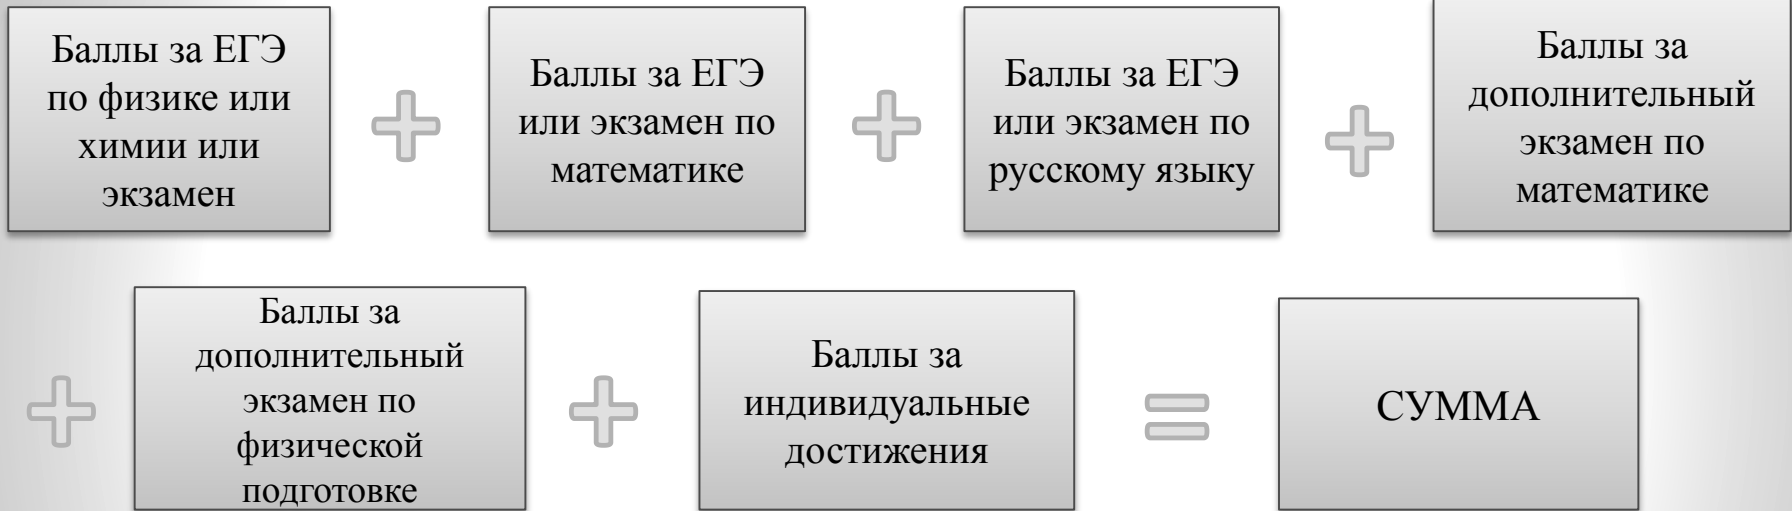 Баллы за ЕГЭ
по физике или
химии или
экзамен
Баллы за ЕГЭ
или экзамен по
математике
Баллы за ЕГЭ
или экзамен по
русскому языку
Баллы за
дополнительный
экзамен по
математике
Баллы за
дополнительный
экзамен по
физической
подготовке
Баллы за
индивидуальные
достижения
СУММА